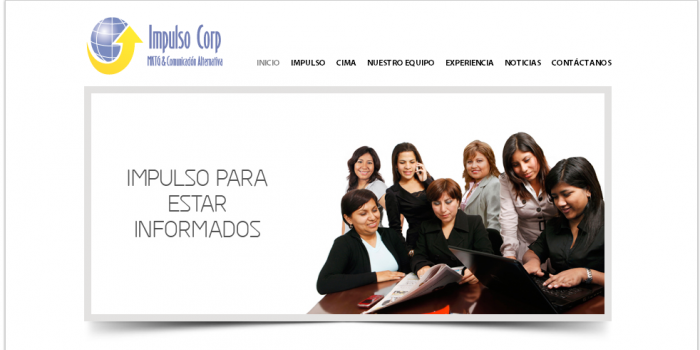 Impulso Corp
MKTG & Comunicación Alternativa
INICIO IMPULSO CIMA NUESTRO EQUIPO EXPERIENCIA NOTICIAS CONTÁCTANOS
IMPULSO PARA
ESTAR
INFORMADOS